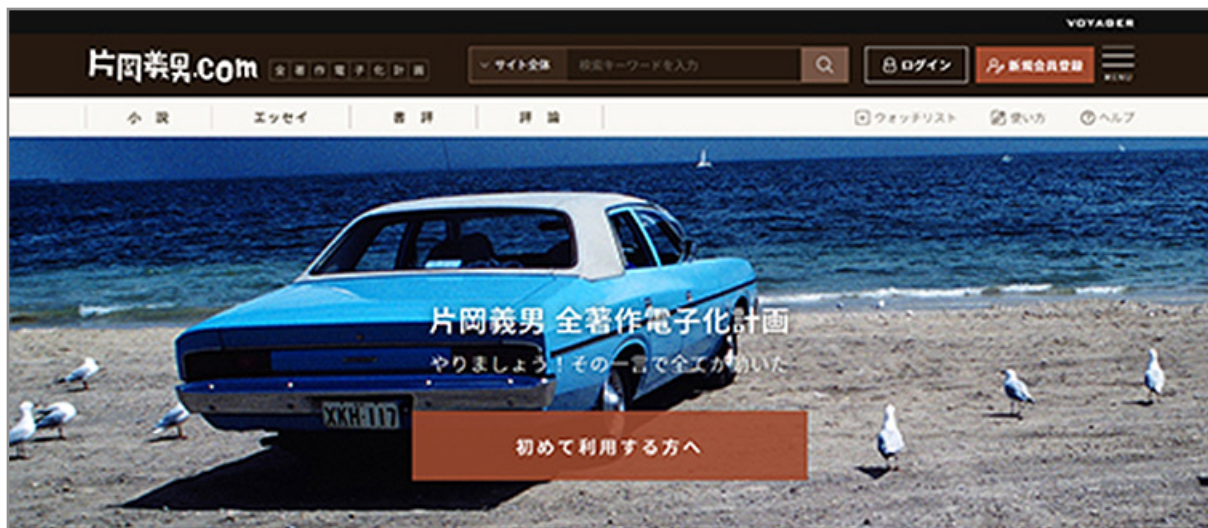 VOYAGER
片岡義男.com 全著作電子化計画
サイト全体 検索キーワードを入力 ログイン 新規会員登録 MENU
小説 エッセイ 書評 評論 ウォッチリスト 使い方 ヘルプ
片岡義男 全著作電子化計画
やりましょう！その一言で全てが動いた
XKH·117
初めて利用する方へ